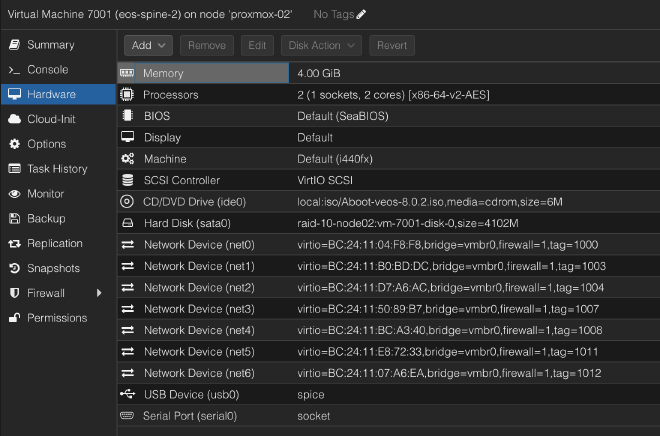 Virtual Machine 7001 (eos-spine-2) on node 'proxmox-02' No Tags
Summary
Console
Hardware
Cloud-Init
Options
Task History
Monitor
Backup
Replication
Snapshots
Firewall
Permissions
Add Remove Edit Disk Action Revert
Memory 4.00 GiB
Processors 2 (1 sockets, 2 cores) [x86-64-v2-AES]
BIOS Default (SeaBIOS)
Display Default
Machine Default (i440fx)
SCSI Controller VirtIO SCSI
CD/DVD Drive (ide0) local:iso/Aboot-veos-8.0.2.iso,media=cdrom,size=6M
Hard Disk (sata0) raid-10-node02:vm-7001-disk-0,size=4102M
Network Device (net0) virtio=BC:24:11:04:F8:F8,bridge=vmbr0,firewall=1,tag=1000
Network Device (net1) virtio=BC:24:11:B0:BD:DC,bridge=vmbr0,firewall=1,tag=1003
Network Device (net2) virtio=BC:24:11:D7:A6:AC,bridge=vmbr0,firewall=1,tag=1004
Network Device (net3) virtio=BC:24:11:50:89:B7,bridge=vmbr0,firewall=1,tag=1007
Network Device (net4) virtio=BC:24:11:BC:A3:40,bridge=vmbr0,firewall=1,tag=1008
Network Device (net5) virtio=BC:24:11:E8:72:33,bridge=vmbr0,firewall=1,tag=1011
Network Device (net6) virtio=BC:24:11:07:A6:EA,bridge=vmbr0,firewall=1,tag=1012
USB Device (usb0) spice
Serial Port (serial0) socket